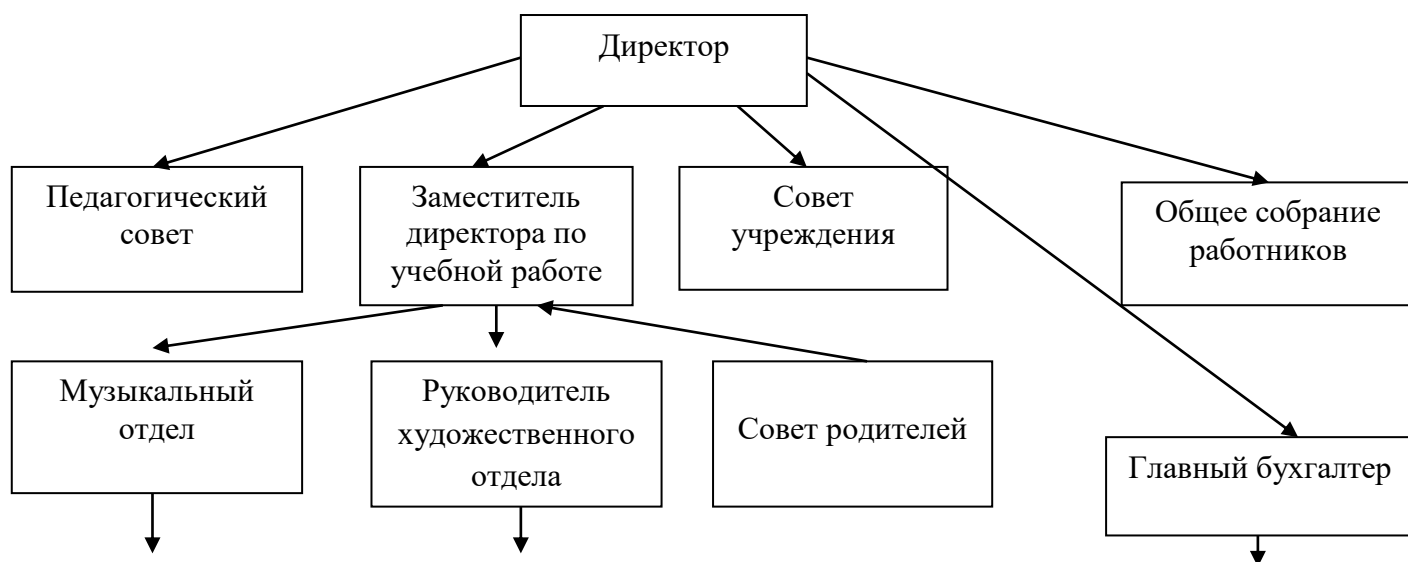 Директор
Педагогический
совет
Заместитель
директора по
учебной работе
Совет
учреждения
Общее собрание
работников
Музыкальный
отдел
Руководитель
художественного
отдела
Совет родителей
Главный бухгалтер